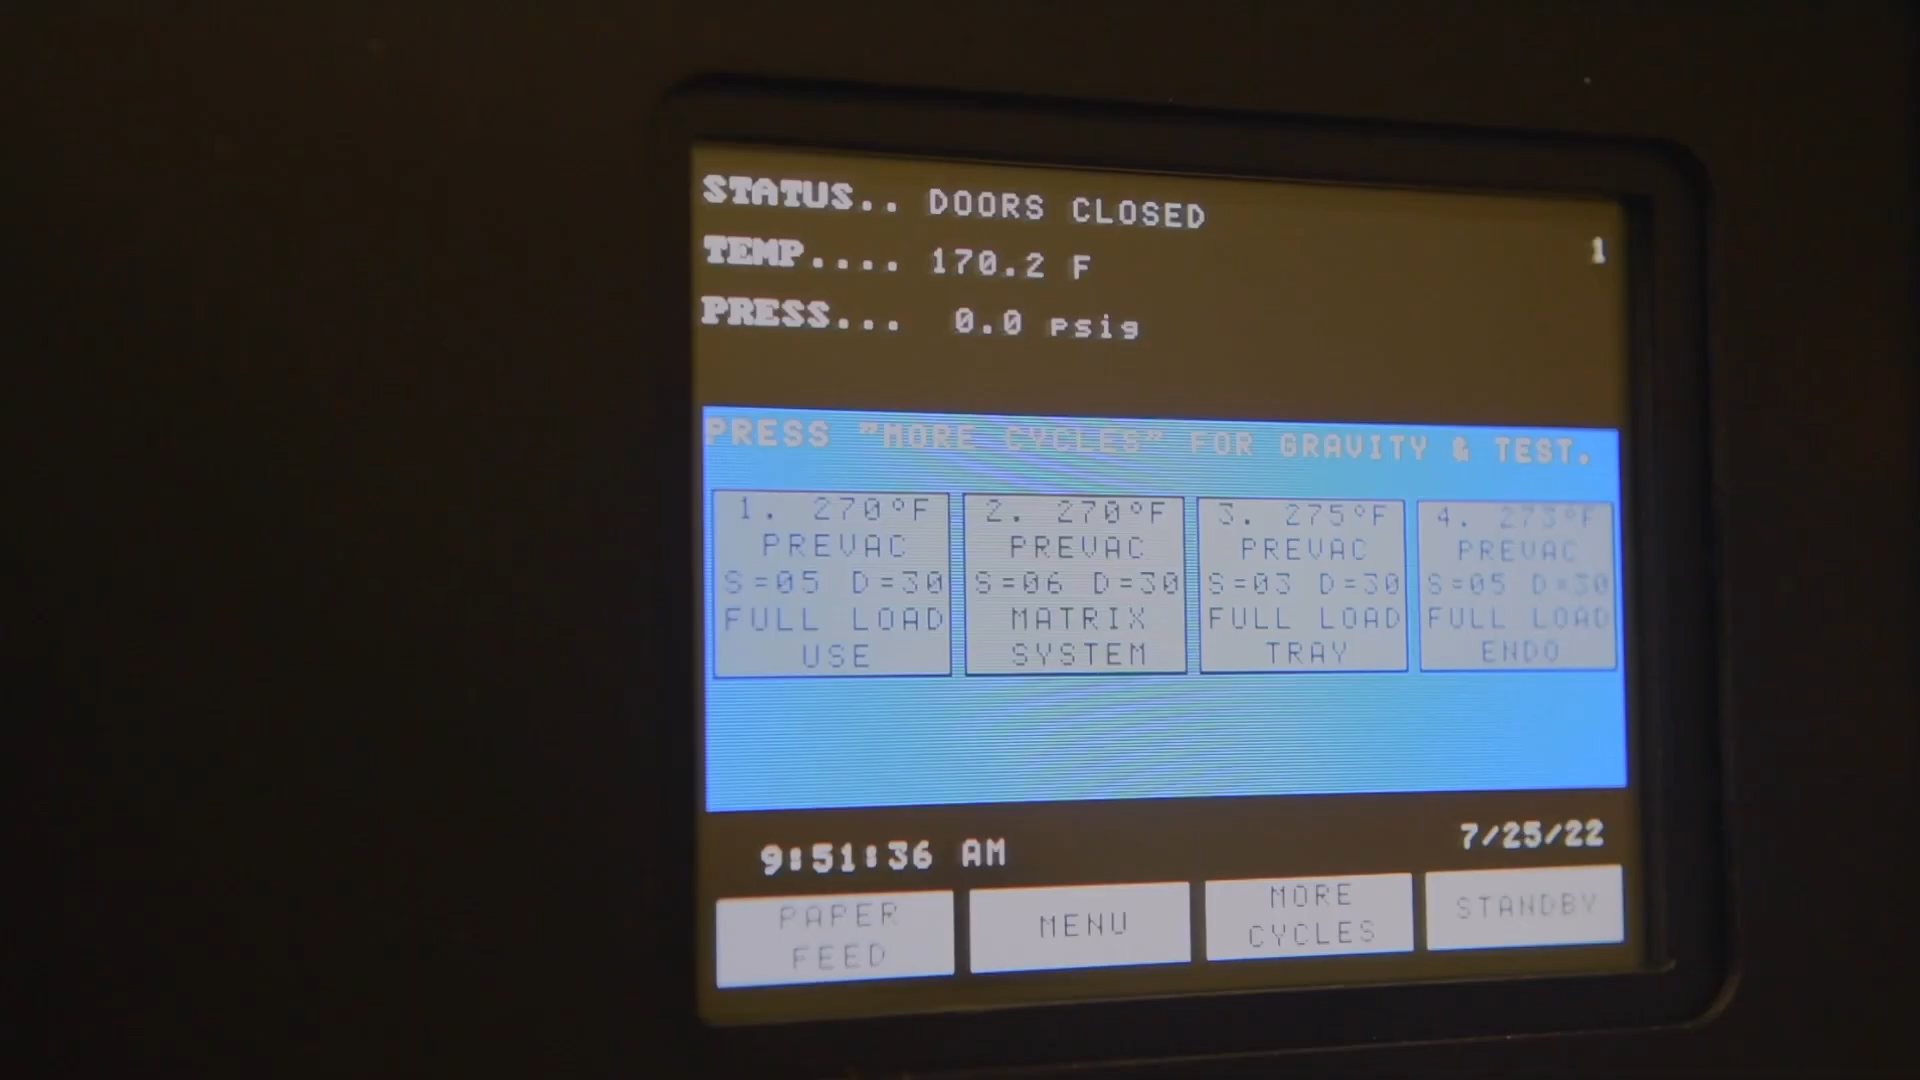 STATUS.. DOORS CLOSED
TEMP.... 170.2 F
1
PRESS... 0.0 psig
PRESS "MORE CYCLES" FOR GRAVITY & TEST.
1. 270°F
PREVAC
S=05 D=30
FULL LOAD
USE
2. 270°F
PREVAC
S=06 D=30
MATRIX
SYSTEM
3. 275°F
PREVAC
S=03 D=30
FULL LOAD
TRAY
4. 273°F
PREVAC
S=05 D=30
FULL LOAD
ENDO
9:51:36 AM
7/25/22
PAPER
FEED
MENU
MORE
CYCLES
STANDBY